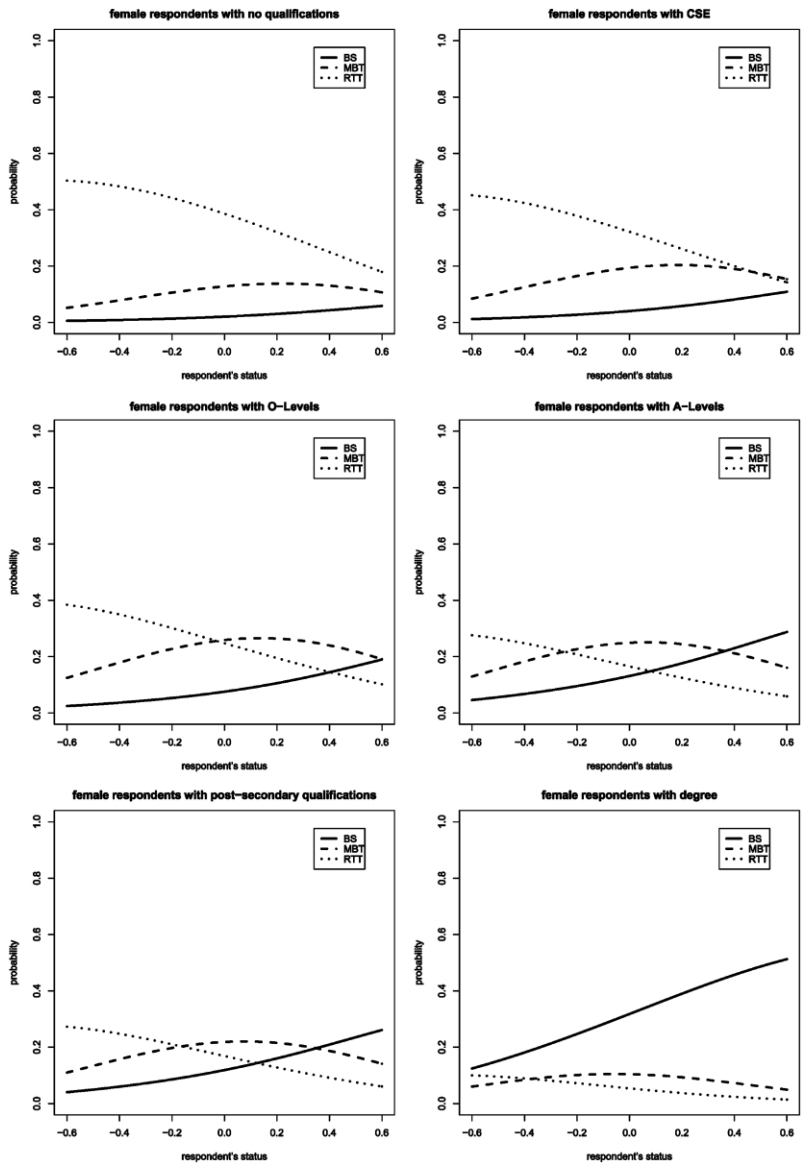 female respondents with no qualifications
probability
1.0
0.8
0.6
0.4
0.2
0.0
BS
MBT
RTT
−0.6 −0.4 −0.2 0.0 0.2 0.4 0.6
respondent's status
female respondents with CSE
probability
1.0
0.8
0.6
0.4
0.2
0.0
BS
MBT
RTT
−0.6 −0.4 −0.2 0.0 0.2 0.4 0.6
respondent's status
female respondents with O−Levels
probability
1.0
0.8
0.6
0.4
0.2
0.0
BS
MBT
RTT
−0.6 −0.4 −0.2 0.0 0.2 0.4 0.6
respondent's status
female respondents with A−Levels
probability
1.0
0.8
0.6
0.4
0.2
0.0
BS
MBT
RTT
−0.6 −0.4 −0.2 0.0 0.2 0.4 0.6
respondent's status
female respondents with post−secondary qualifications
probability
1.0
0.8
0.6
0.4
0.2
0.0
BS
MBT
RTT
−0.6 −0.4 −0.2 0.0 0.2 0.4 0.6
respondent's status
female respondents with degree
probability
1.0
0.8
0.6
0.4
0.2
0.0
BS
MBT
RTT
−0.6 −0.4 −0.2 0.0 0.2 0.4 0.6
respondent's status